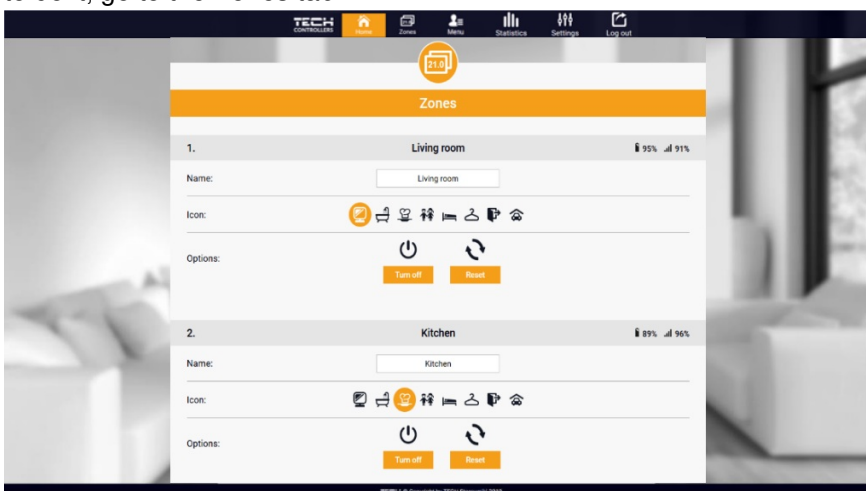 TECH
CONTROLLERS
Home
Zones
Menu
Statistics
Settings
Log out
21.0
Zones
1.
Living room
95%
91%
Name:
Living room
Icon:
Options:
Turn off
Reset
2.
Kitchen
89%
96%
Name:
Kitchen
Icon:
Options:
Turn off
Reset